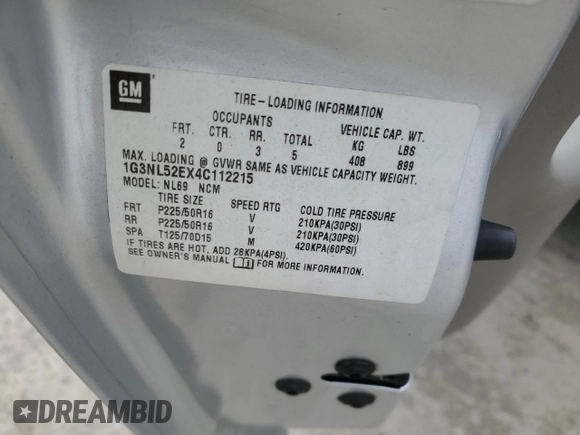 GM
TIRE-LOADING INFORMATION
OCCUPANTS VEHICLE CAP. WT.
FRT. CTR. RR. TOTAL KG LBS
2 0 3 5 408 899
MAX. LOADING @ GVWR SAME AS VEHICLE CAPACITY WEIGHT.
1G3NL52EX4C112215
MODEL: NL69 NCM
TIRE SIZE SPEED RTG COLD TIRE PRESSURE
FRT P225/50R16 V 210KPA(30PSI)
RR P225/50R16 V 210KPA(30PSI)
SPA T125/70D15 M 420KPA(60PSI)
IF TIRES ARE HOT, ADD 28KPA(4PSI).
SEE OWNER'S MANUAL FOR MORE INFORMATION.
DREAMBID